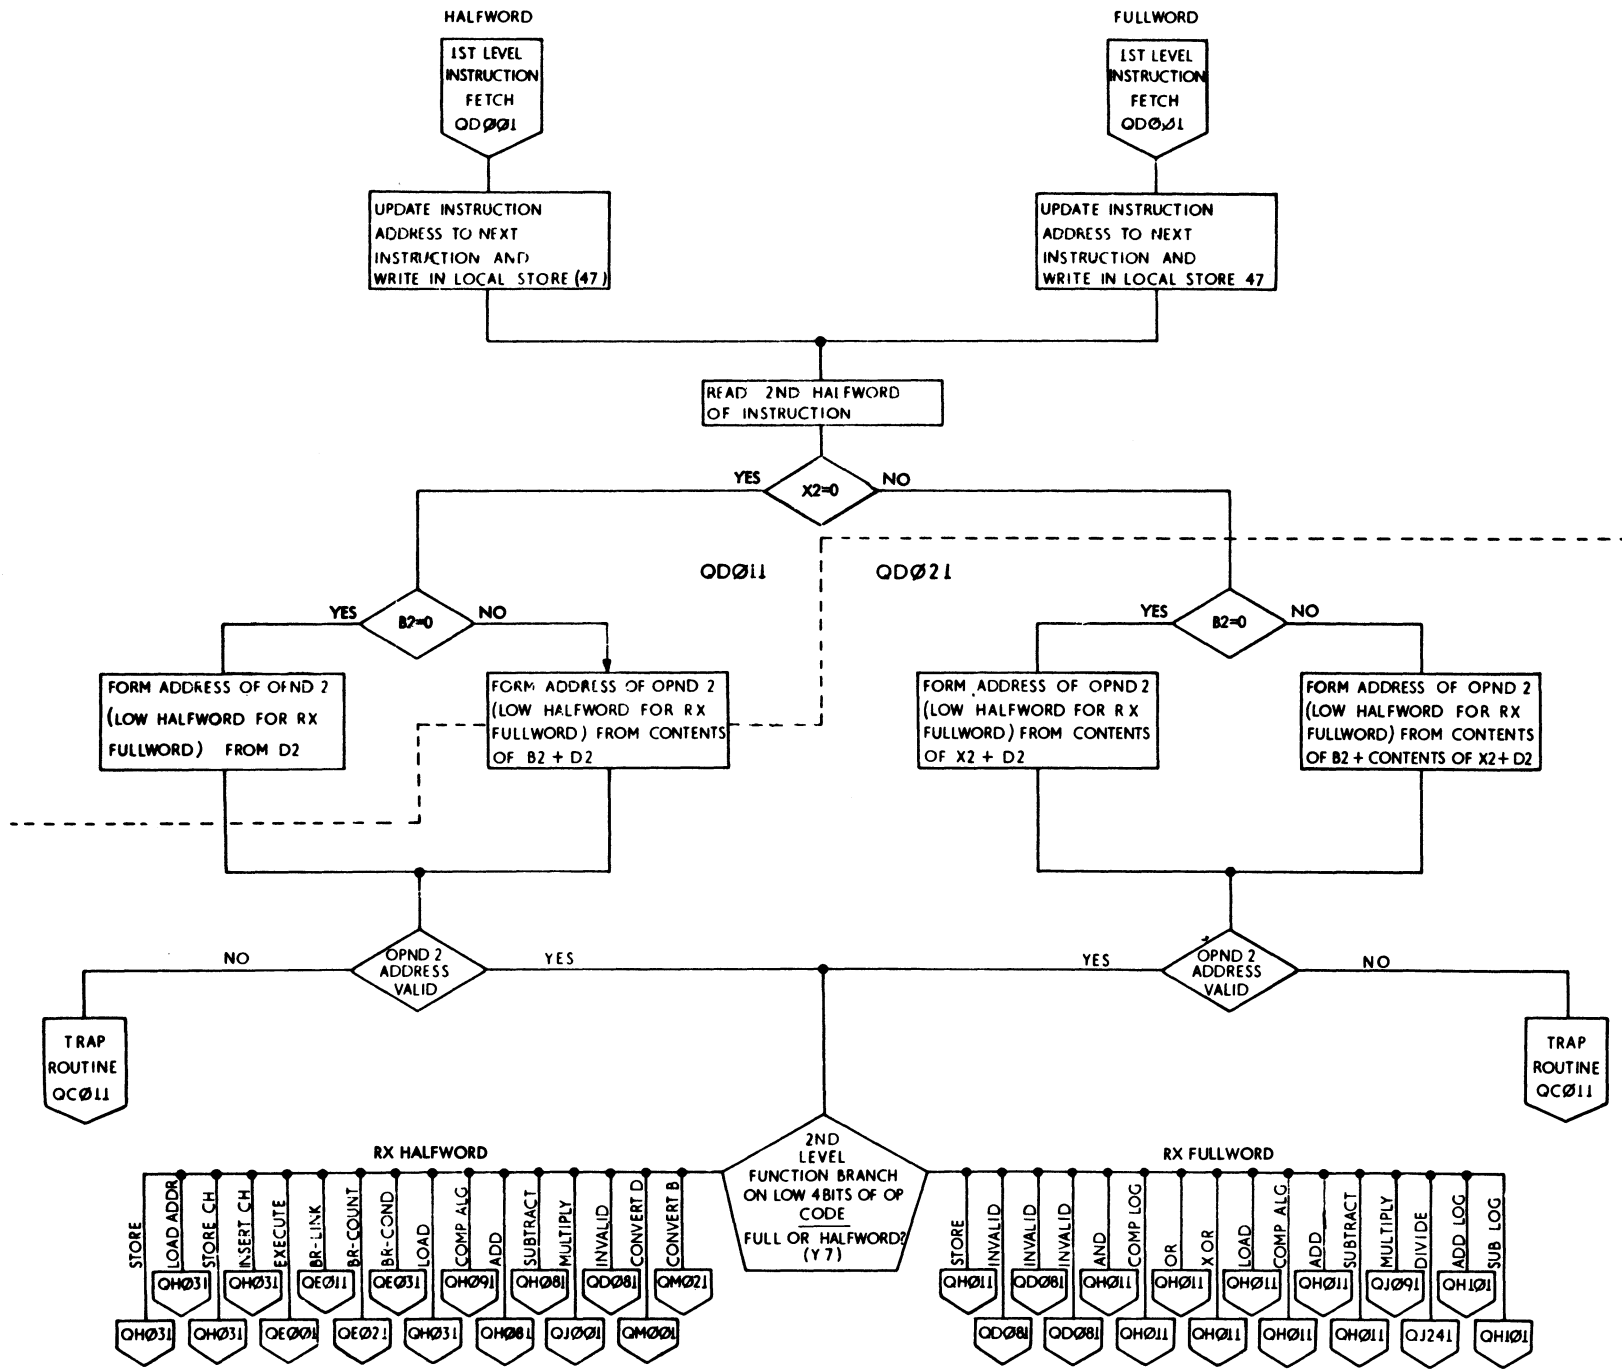 HALFWORD
FULLWORD
1ST LEVEL
INSTRUCTION
FETCH
QDØØ1
1ST LEVEL
INSTRUCTION
FETCH
QDØØ1
UPDATE INSTRUCTION
ADDRESS TO NEXT
INSTRUCTION AND
WRITE IN LOCAL STORE (47)
UPDATE INSTRUCTION
ADDRESS TO NEXT
INSTRUCTION AND
WRITE IN LOCAL STORE 47
READ 2ND HALFWORD
OF INSTRUCTION
YES
X2=0
NO
QDØ11
QDØ21
YES
B2=0
NO
YES
B2=0
NO
FORM ADDRESS OF OPND 2
(LOW HALFWORD FOR RX
FULLWORD) FROM D2
FORM ADDRESS OF OPND 2
(LOW HALFWORD FOR RX
FULLWORD) FROM CONTENTS
OF B2 + D2
FORM ADDRESS OF OPND 2
(LOW HALFWORD FOR RX
FULLWORD) FROM CONTENTS
OF X2 + D2
FORM ADDRESS OF OPND 2
(LOW HALFWORD FOR RX
FULLWORD) FROM CONTENTS
OF B2 + CONTENTS OF X2 + D2
NO
OPND 2
ADDRESS
VALID
YES
YES
OPND 2
ADDRESS
VALID
NO
TRAP
ROUTINE
QCØ11
TRAP
ROUTINE
QCØ11
RX HALFWORD
2ND
LEVEL
FUNCTION BRANCH
ON LOW 4 BITS OF OP
CODE
FULL OR HALFWORD?
(Y7)
RX FULLWORD
STORE
LOAD ADDR
STORE CH
INSERT CH
EXECUTE
BR-LINK
BR-COUNT
BR-COND
LOAD
COMP ALG
ADD
SUBTRACT
MULTIPLY
INVALID
CONVERT D
CONVERT B
STORE
INVALID
INVALID
INVALID
AND
COMP LOG
OR
X OR
LOAD
COMP ALG
ADD
SUBTRACT
MULTIPLY
DIVIDE
ADD LOG
SUB LOG
QHØ31
QHØ31
QEØ11
QEØ31
QHØ91
QHØ81
QDØ81
QMØ21
QHØ11
QDØ81
QHØ11
QHØ11
QHØ11
QHØ11
QJØ91
QH1Ø1
QHØ31
QHØ31
QEØØ1
QEØ21
QHØ31
QHØ81
QJØØ1
QMØØ1
QDØ81
QDØ81
QHØ11
QHØ11
QHØ11
QHØ11
QJ241
QH1Ø1